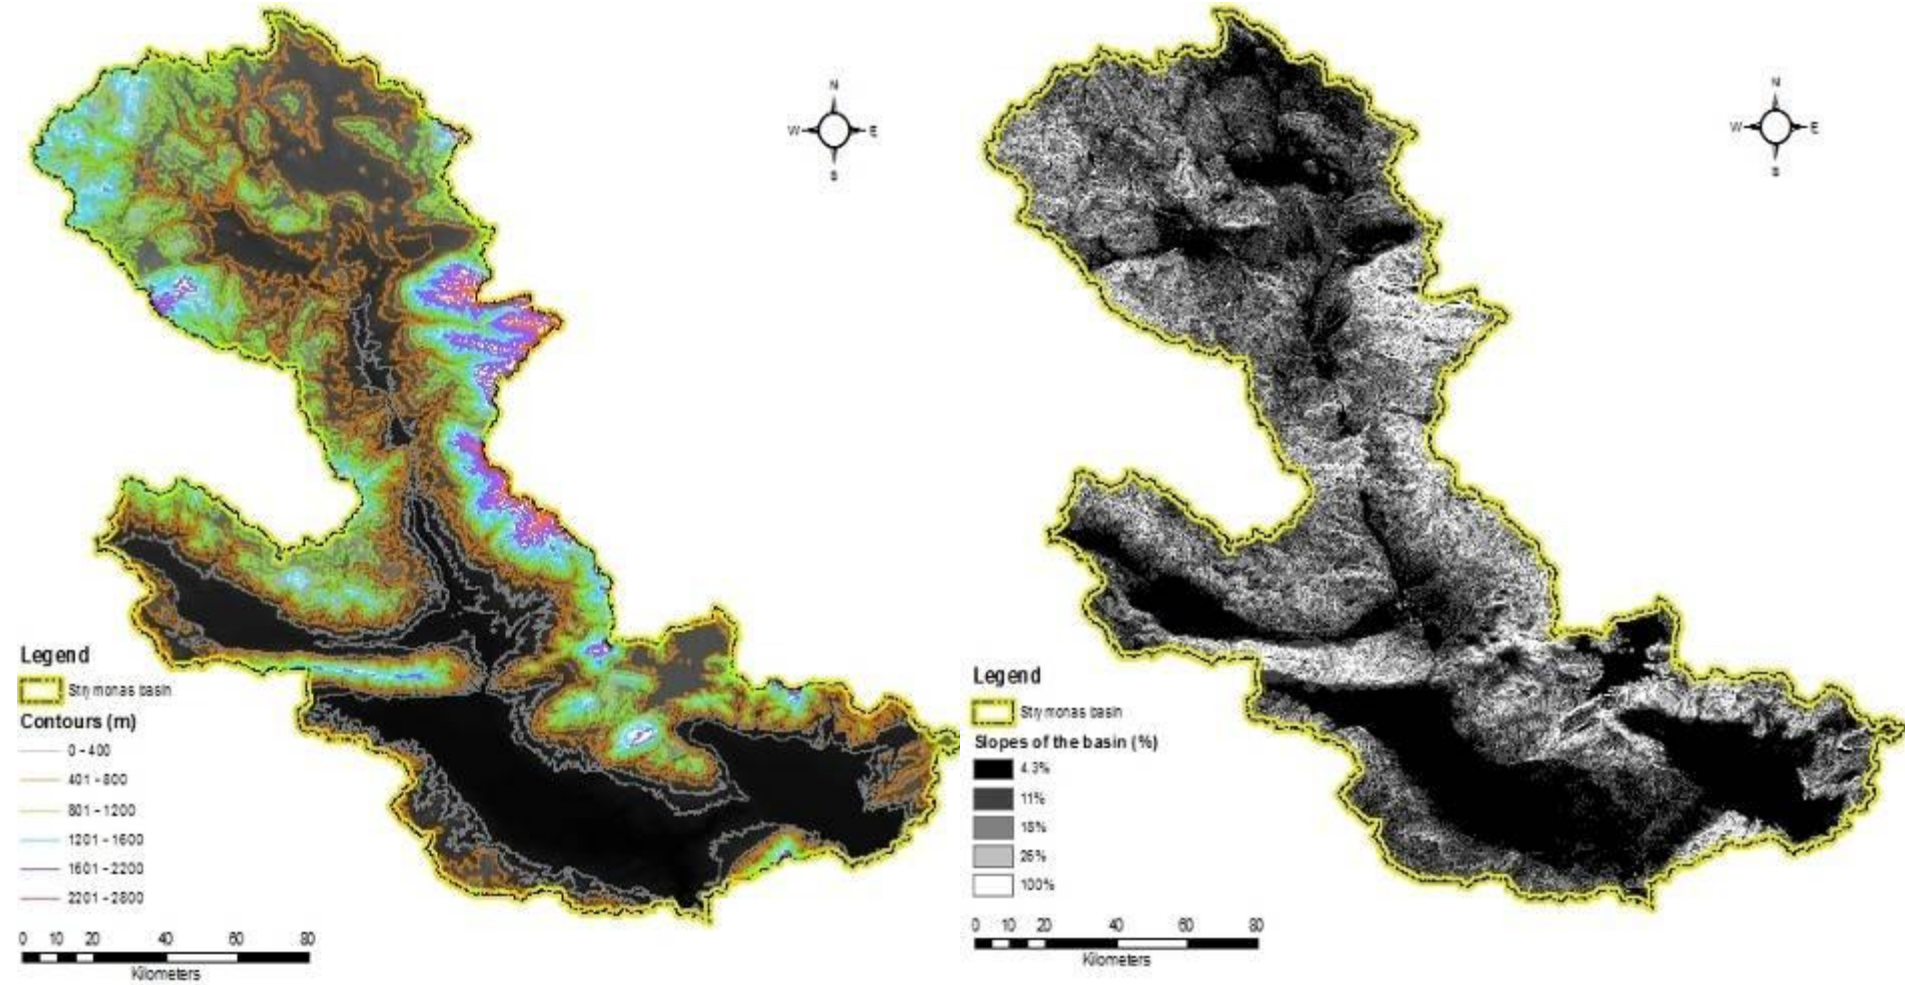 N
W E
S
Legend
Strymonas basin
Contours (m)
0 - 400
401 - 800
801 - 1200
1201 - 1600
1601 - 2200
2201 - 2800
0 10 20 40 60 80
Kilometers
N
W E
S
Legend
Strymonas basin
Slopes of the basin (%)
4.3%
11%
18%
26%
100%
0 10 20 40 60 80
Kilometers